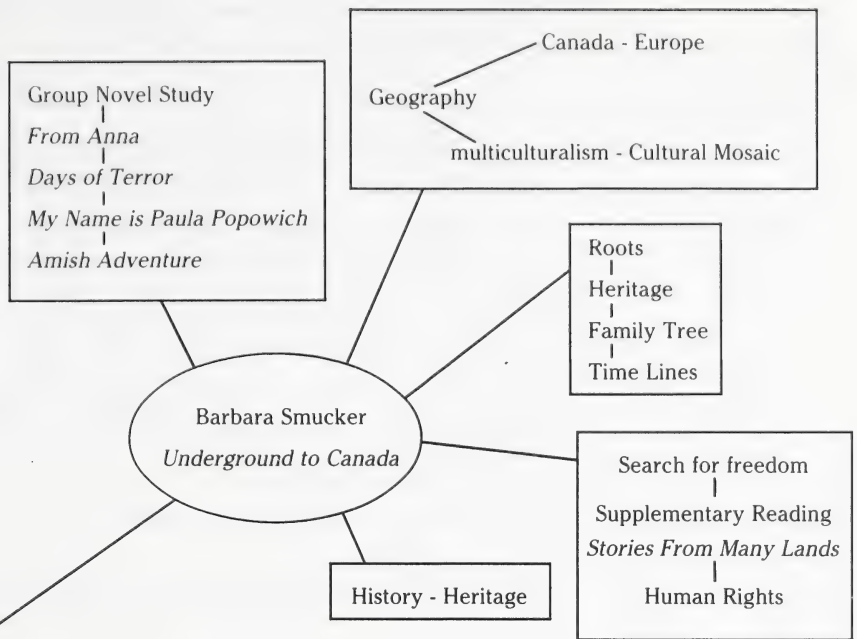 Group Novel Study
From Anna
Days of Terror
My Name is Paula Popowich
Amish Adventure
Canada - Europe
Geography
multiculturalism - Cultural Mosaic
Roots
Heritage
Family Tree
Time Lines
Barbara Smucker
Underground to Canada
Search for freedom
Supplementary Reading
Stories From Many Lands
Human Rights
History - Heritage